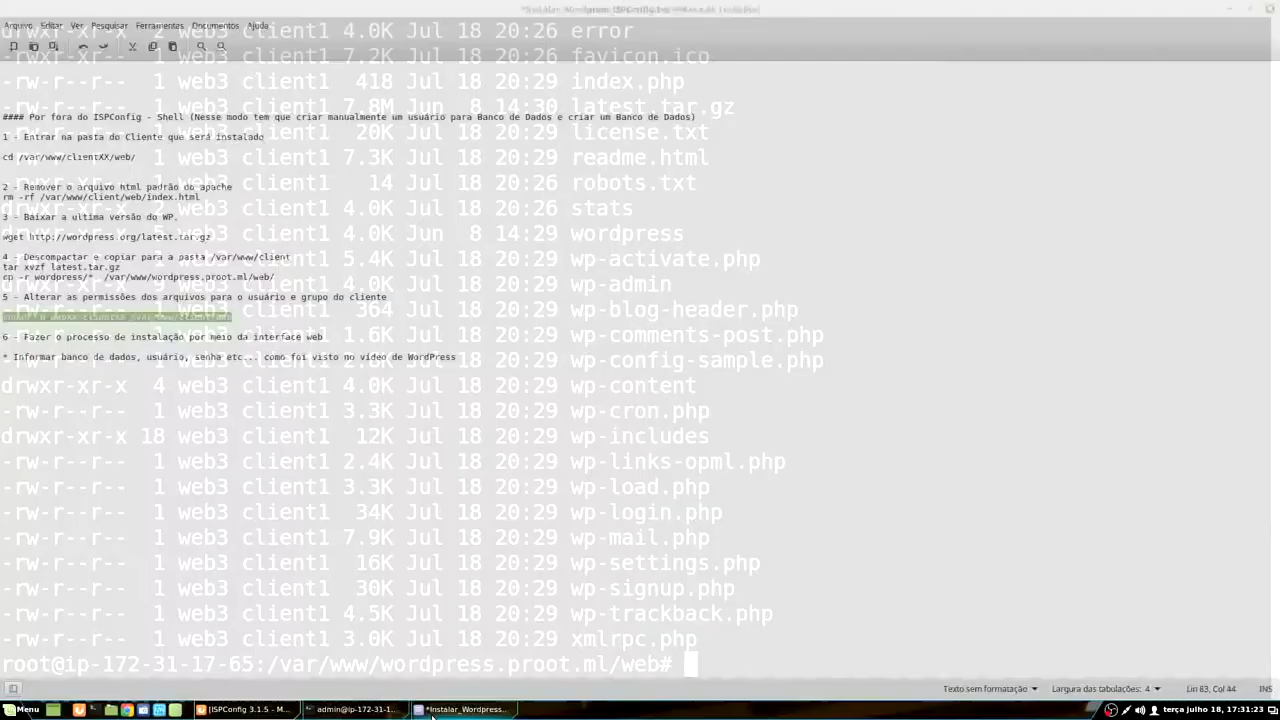 Arquivo Editar Ver Pesquisar Ferramentas Documentos Ajuda
drwxr-xr-x 2 web3 client1 4.0K Jul 18 20:26 error
-rw-r--r-- 1 web3 client1 7.2K Jul 18 20:26 favicon.ico
-rw-r--r-- 1 web3 client1 418 Jul 18 20:29 index.php
-rw-r--r-- 1 web3 client1 7.8M Jun 8 14:30 latest.tar.gz
#### Por fora do ISPConfig - Shell (Nesse modo tem que criar manualmente um usuário para Banco de Dados e criar um Banco de Dados)
-rw-r--r-- 1 web3 client1 20K Jul 18 20:29 license.txt
1 - Entrar na pasta do Cliente que será instalado
cd /var/www/clientXX/web/
-rw-r--r-- 1 web3 client1 7.3K Jul 18 20:29 readme.html
-rw-r--r-- 1 web3 client1 14 Jul 18 20:26 robots.txt
2 - Remover o arquivo html padrão do apache
rm -rf /var/www/client/web/index.html
drwxr-xr-x 2 web3 client1 4.0K Jul 18 20:26 stats
3 - Baixar a ultima versão do WP.
wget http://wordpress.org/latest.tar.gz
drwxr-xr-x 5 web3 client1 4.0K Jun 8 14:29 wordpress
4 - Descompactar e copiar para a pasta /var/www/client
-rw-r--r-- 1 web3 client1 5.4K Jul 18 20:29 wp-activate.php
tar xvzf latest.tar.gz
cp -r wordpress/* /var/www/wordpress.proot.ml/web/
drwxr-xr-x 9 web3 client1 4.0K Jul 18 20:29 wp-admin
5 - Alterar as permissões dos arquivos para o usuário e grupo do cliente
-rw-r--r-- 1 web3 client1 364 Jul 18 20:29 wp-blog-header.php
6 - Fazer o processo de instalação por meio da interface web
-rw-r--r-- 1 web3 client1 1.6K Jul 18 20:29 wp-comments-post.php
* Informar banco de dados, usuário, senha etc... como foi visto no vídeo de WordPress
-rw-r--r-- 1 web3 client1 2.8K Jul 18 20:29 wp-config-sample.php
drwxr-xr-x 4 web3 client1 4.0K Jul 18 20:29 wp-content
-rw-r--r-- 1 web3 client1 3.3K Jul 18 20:29 wp-cron.php
drwxr-xr-x 18 web3 client1 12K Jul 18 20:29 wp-includes
-rw-r--r-- 1 web3 client1 2.4K Jul 18 20:29 wp-links-opml.php
-rw-r--r-- 1 web3 client1 3.3K Jul 18 20:29 wp-load.php
-rw-r--r-- 1 web3 client1 34K Jul 18 20:29 wp-login.php
-rw-r--r-- 1 web3 client1 7.9K Jul 18 20:29 wp-mail.php
-rw-r--r-- 1 web3 client1 16K Jul 18 20:29 wp-settings.php
-rw-r--r-- 1 web3 client1 30K Jul 18 20:29 wp-signup.php
-rw-r--r-- 1 web3 client1 4.5K Jul 18 20:29 wp-trackback.php
-rw-r--r-- 1 web3 client1 3.0K Jul 18 20:29 xmlrpc.php
root@ip-172-31-17-65:/var/www/wordpress.proot.ml/web#
Texto sem formatação Largura das tabulações: 4 Lin 83, Col 44 INS
Menu [ISPConfig 3.1.5 - M... admin@ip-172-31-1... *Instalar_Wordpress... terça julho 18, 17:31:23